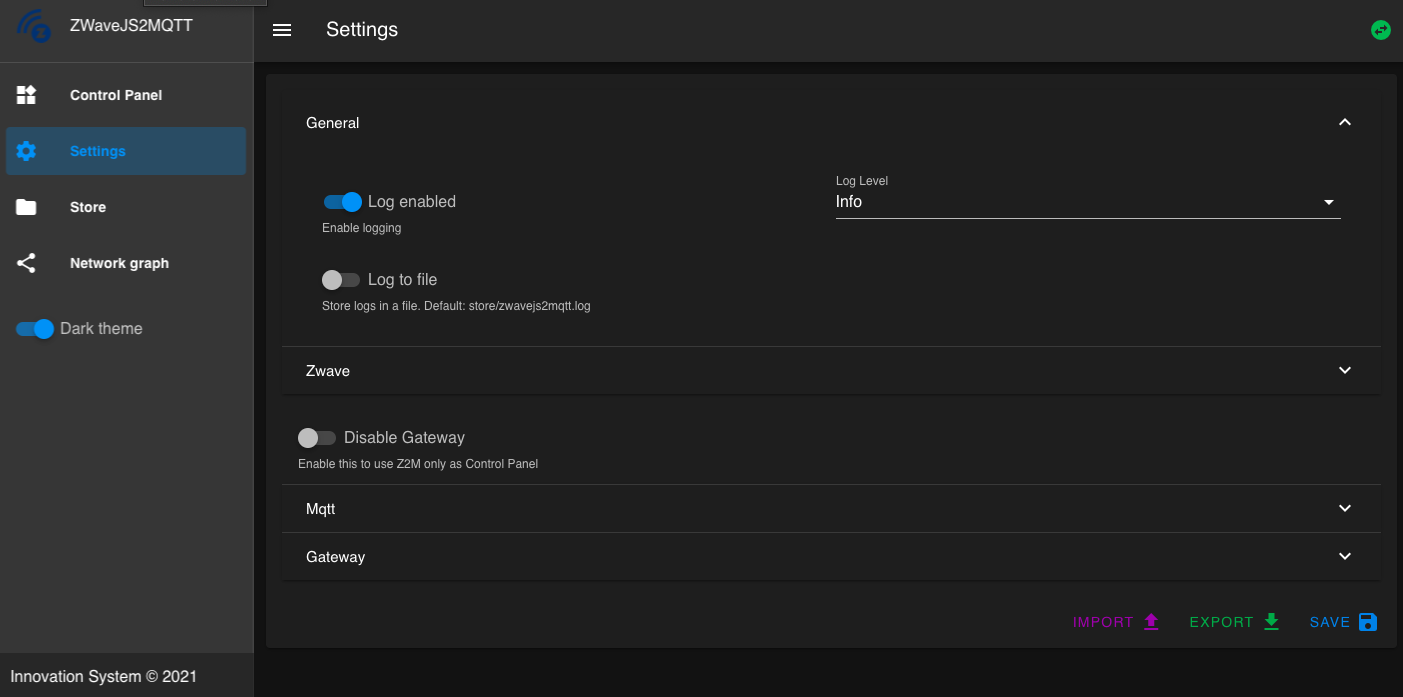 ZWaveJS2MQTT
Settings
Control Panel
Settings
Store
Network graph
Dark theme
General
Log enabled
Enable logging
Log Level
Info
Log to file
Store logs in a file. Default: store/zwavejs2mqtt.log
Zwave
Disable Gateway
Enable this to use Z2M only as Control Panel
Mqtt
Gateway
IMPORT
EXPORT
SAVE
Innovation System © 2021